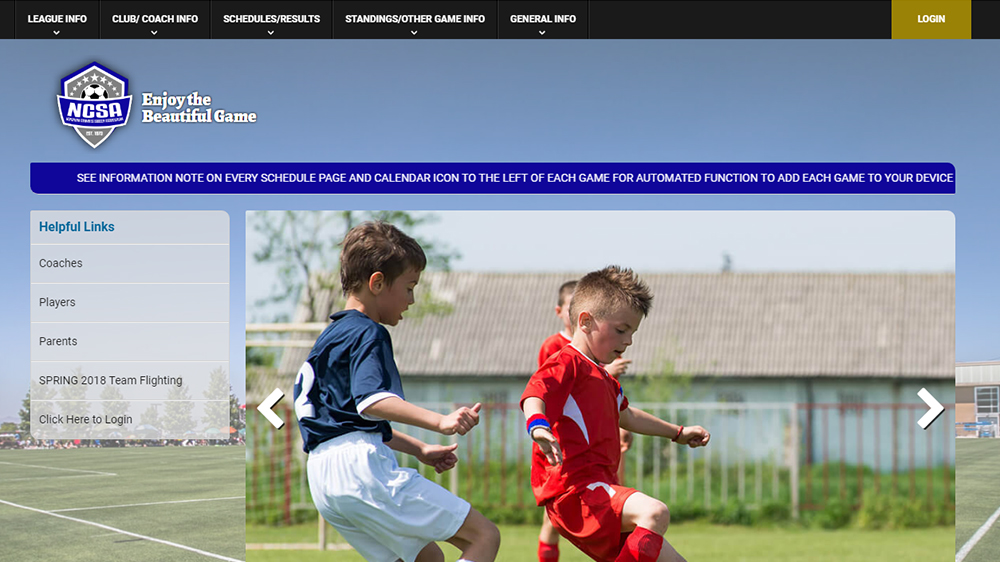 LEAGUE INFO
CLUB/ COACH INFO
SCHEDULES/RESULTS
STANDINGS/OTHER GAME INFO
GENERAL INFO
LOGIN
NCSA
EST. 1973
Enjoy the
Beautiful Game
SEE INFORMATION NOTE ON EVERY SCHEDULE PAGE AND CALENDAR ICON TO THE LEFT OF EACH GAME FOR AUTOMATED FUNCTION TO ADD EACH GAME TO YOUR DEVICE
Helpful Links
Coaches
Players
Parents
SPRING 2018 Team Flighting
Click Here to Login
2